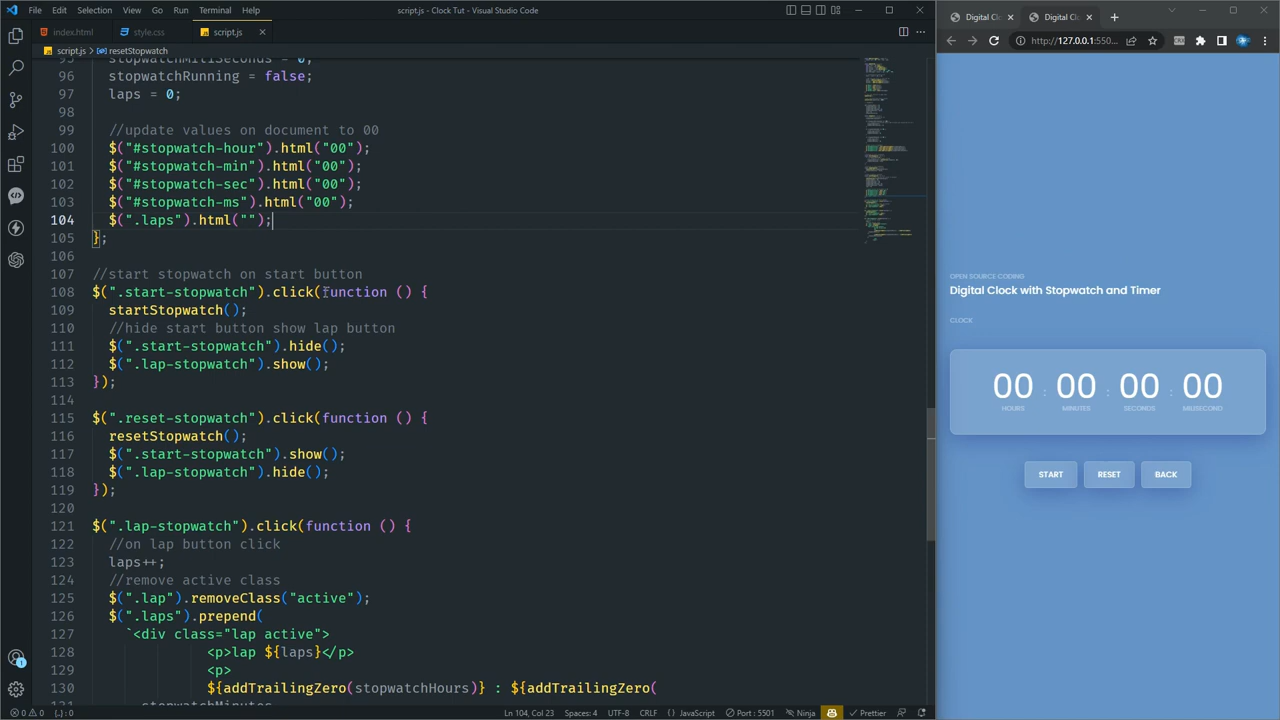 File Edit Selection View Go Run Terminal Help
script.js - Clock Tut - Visual Studio Code
index.html
style.css
script.js
script.js > resetStopwatch
95 stopwatchMiliSeconds = 0;
96 stopwatchRunning = false;
97 laps = 0;
98
99 //update values on document to 00
100 $("#stopwatch-hour").html("00");
101 $("#stopwatch-min").html("00");
102 $("#stopwatch-sec").html("00");
103 $("#stopwatch-ms").html("00");
104 $(".laps").html("");
105 };
106
107 //start stopwatch on start button
108 $(".start-stopwatch").click(function () {
109 startStopwatch();
110 //hide start button show lap button
111 $(".start-stopwatch").hide();
112 $(".lap-stopwatch").show();
113 });
114
115 $(".reset-stopwatch").click(function () {
116 resetStopwatch();
117 $(".start-stopwatch").show();
118 $(".lap-stopwatch").hide();
119 });
120
121 $(".lap-stopwatch").click(function () {
122 //on lap button click
123 laps++;
124 //remove active class
125 $(".lap").removeClass("active");
126 $(".laps").prepend(
127 `<div class="lap active">
128 <p>lap ${laps}</p>
129 <p>
130 ${addTrailingZero(stopwatchHours)} : ${addTrailingZero(
131 stopwatchMinutes
0 0 {.} : 0
Ln 104, Col 23 Spaces: 4 UTF-8 CRLF {} JavaScript Port : 5501 Ninja Prettier
Digital Clo
Digital Clo
http://127.0.0.1:550...
OPEN SOURCE CODING
Digital Clock with Stopwatch and Timer
CLOCK
00 : 00 : 00 : 00
HOURS MINUTES SECONDS MILISECOND
START RESET BACK